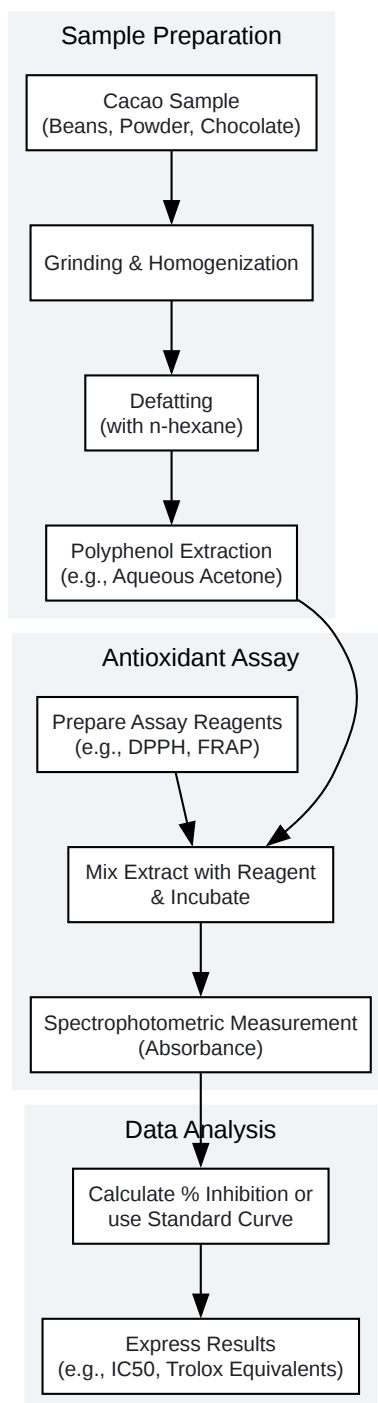 Sample Preparation
Cacao Sample
(Beans, Powder, Chocolate)
Grinding & Homogenization
Defatting
(with n-hexane)
Polyphenol Extraction
(e.g., Aqueous Acetone)
Antioxidant Assay
Prepare Assay Reagents
(e.g., DPPH, FRAP)
Mix Extract with Reagent
& Incubate
Spectrophotometric Measurement
(Absorbance)
Data Analysis
Calculate % Inhibition or
use Standard Curve
Express Results
(e.g., IC50, Trolox Equivalents)